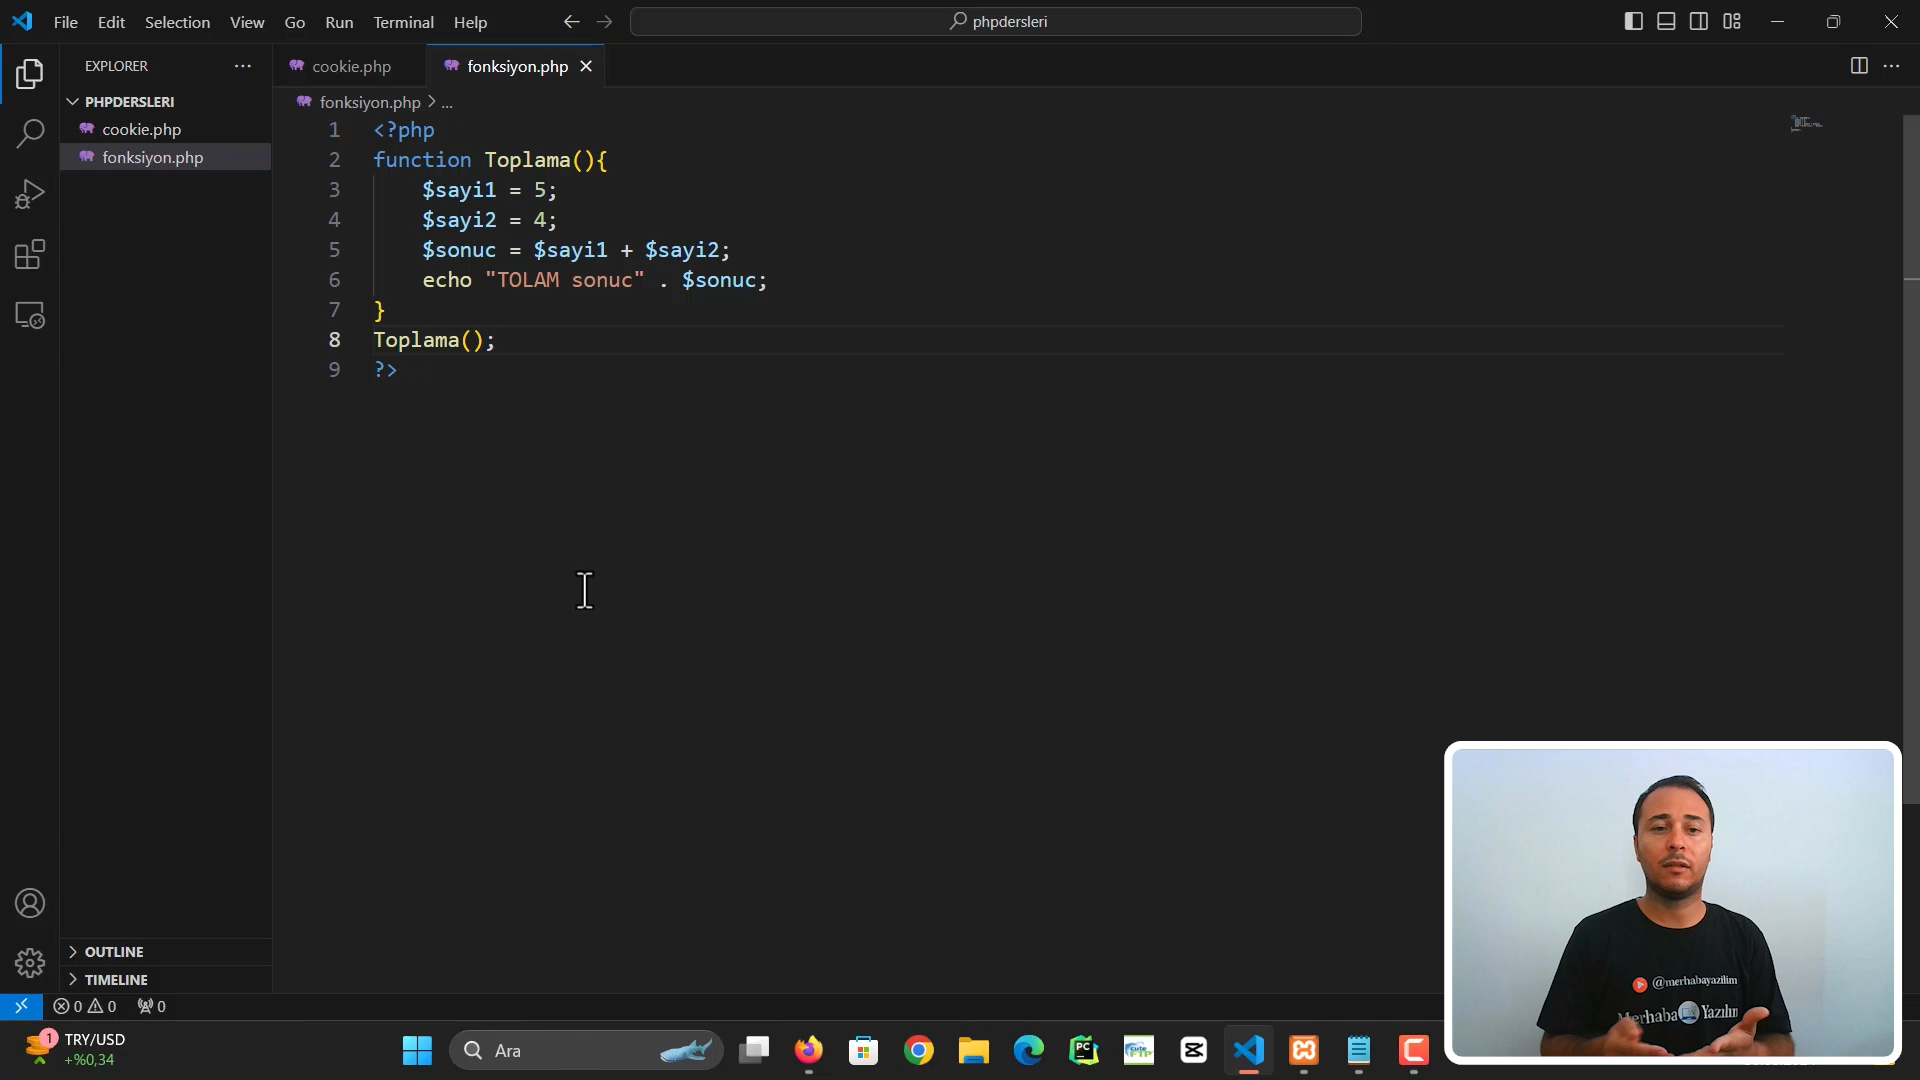 File Edit Selection View Go Run Terminal Help
phpdersleri
EXPLORER
cookie.php
fonksiyon.php
PHPDERSLERI
cookie.php
fonksiyon.php
fonksiyon.php > ...
1 <?php
2 function Toplama(){
3 $sayi1 = 5;
4 $sayi2 = 4;
5 $sonuc = $sayi1 + $sayi2;
6 echo "TOLAM sonuc" . $sonuc;
7 }
8 Toplama();
9 ?>
OUTLINE
TIMELINE
0 0 0
@merhabayazilim
Merhaba Yazılım
1
TRY/USD
+%0,34
Ara
PC
FTP